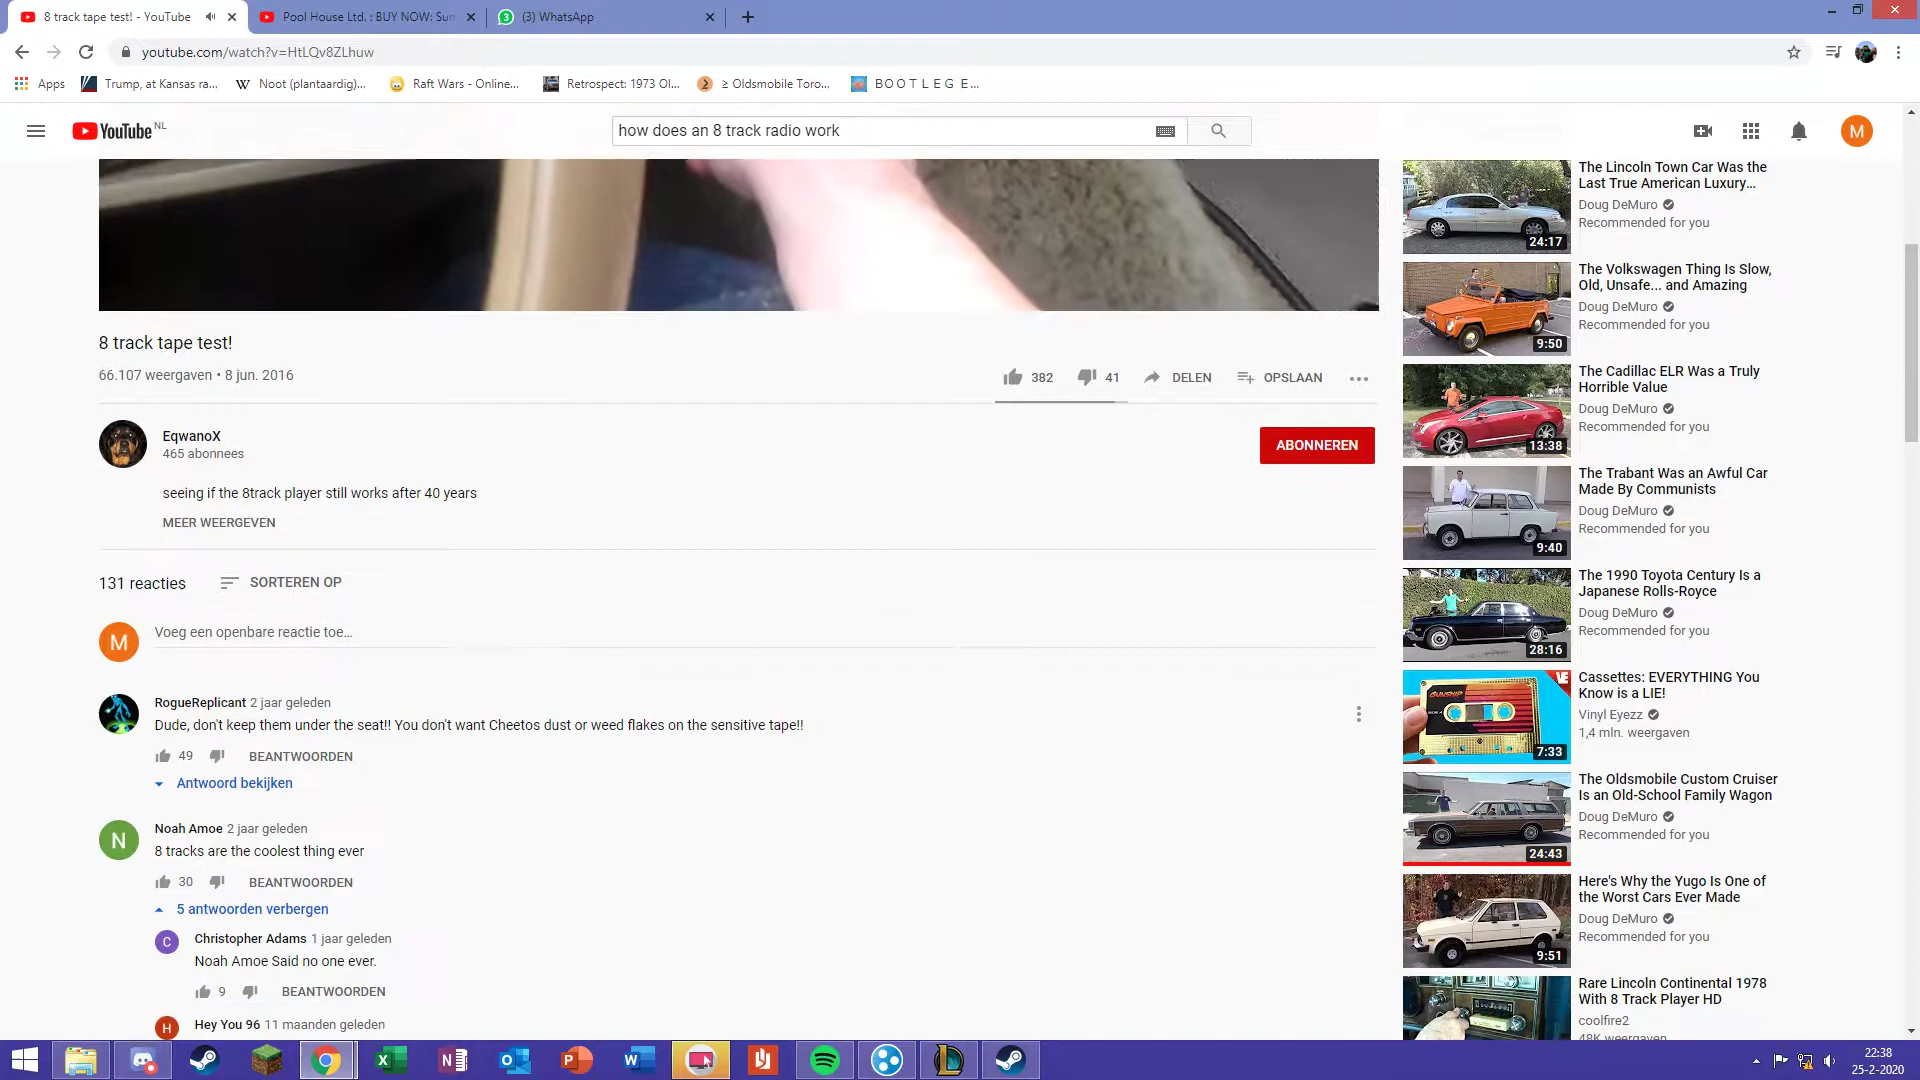 8 track tape test! - YouTube
Pool House Ltd. : BUY NOW: Sun
(3) WhatsApp
youtube.com/watch?v=HtLQv8ZLhuw
Apps
Trump, at Kansas ra...
Noot (plantaardig)...
Raft Wars - Online...
Retrospect: 1973 Ol...
≥ Oldsmobile Toro...
B O O T L E G E...
YouTube NL
how does an 8 track radio work
M
8 track tape test!
66.107 weergaven • 8 jun. 2016
382
41
DELEN
OPSLAAN
EqwanoX
465 abonnees
ABONNEREN
seeing if the 8track player still works after 40 years
MEER WEERGEVEN
131 reacties
SORTEREN OP
M
Voeg een openbare reactie toe...
RogueReplicant 2 jaar geleden
Dude, don't keep them under the seat!! You don't want Cheetos dust or weed flakes on the sensitive tape!!
49
BEANTWOORDEN
Antwoord bekijken
N
Noah Amoe 2 jaar geleden
8 tracks are the coolest thing ever
30
BEANTWOORDEN
5 antwoorden verbergen
C
Christopher Adams 1 jaar geleden
Noah Amoe Said no one ever.
9
BEANTWOORDEN
H
Hey You 96 11 maanden geleden
The Lincoln Town Car Was the
Last True American Luxury...
Doug DeMuro
Recommended for you
24:17
The Volkswagen Thing Is Slow,
Old, Unsafe... and Amazing
Doug DeMuro
Recommended for you
9:50
The Cadillac ELR Was a Truly
Horrible Value
Doug DeMuro
Recommended for you
13:38
The Trabant Was an Awful Car
Made By Communists
Doug DeMuro
Recommended for you
9:40
The 1990 Toyota Century Is a
Japanese Rolls-Royce
Doug DeMuro
Recommended for you
28:16
Cassettes: EVERYTHING You
Know is a LIE!
Vinyl Eyezz
1,4 mln. weergaven
GUNSHIP
7:33
The Oldsmobile Custom Cruiser
Is an Old-School Family Wagon
Doug DeMuro
Recommended for you
24:43
Here's Why the Yugo Is One of
the Worst Cars Ever Made
Doug DeMuro
Recommended for you
9:51
Rare Lincoln Continental 1978
With 8 Track Player HD
coolfire2
48K weergaven
22:38
25-2-2020